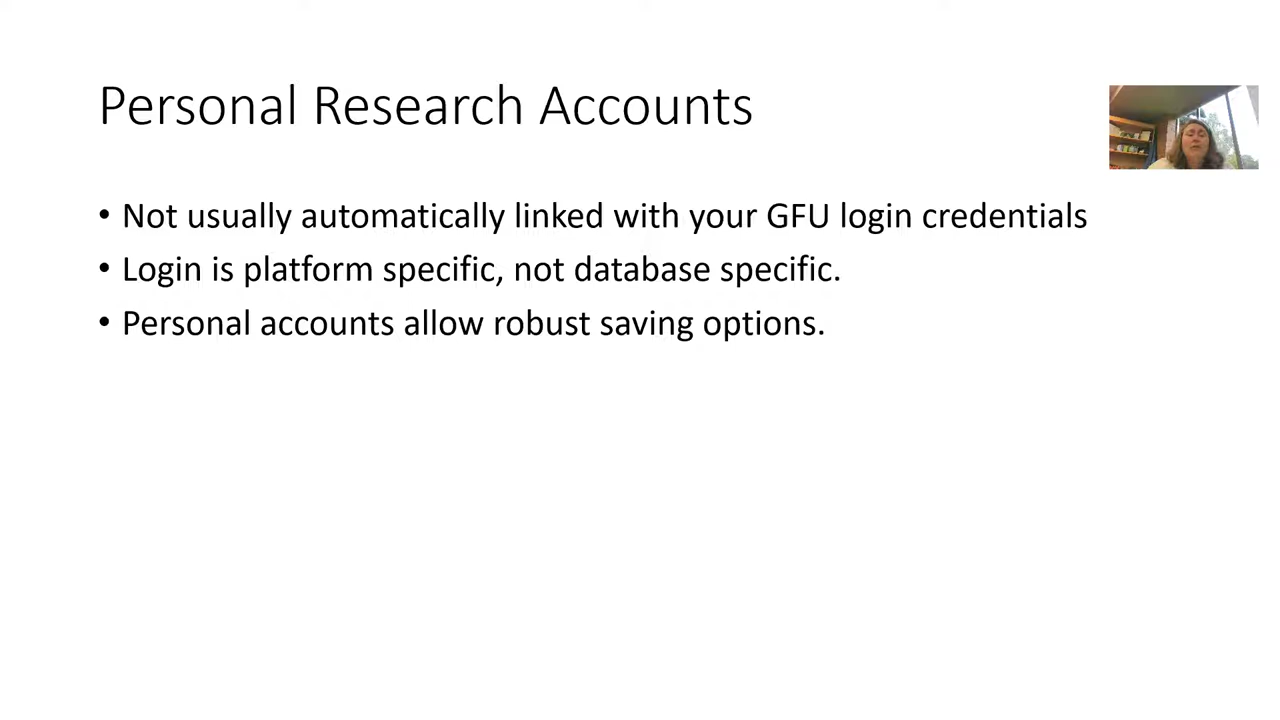 Personal Research Accounts
• Not usually automatically linked with your GFU login credentials
• Login is platform specific, not database specific.
• Personal accounts allow robust saving options.